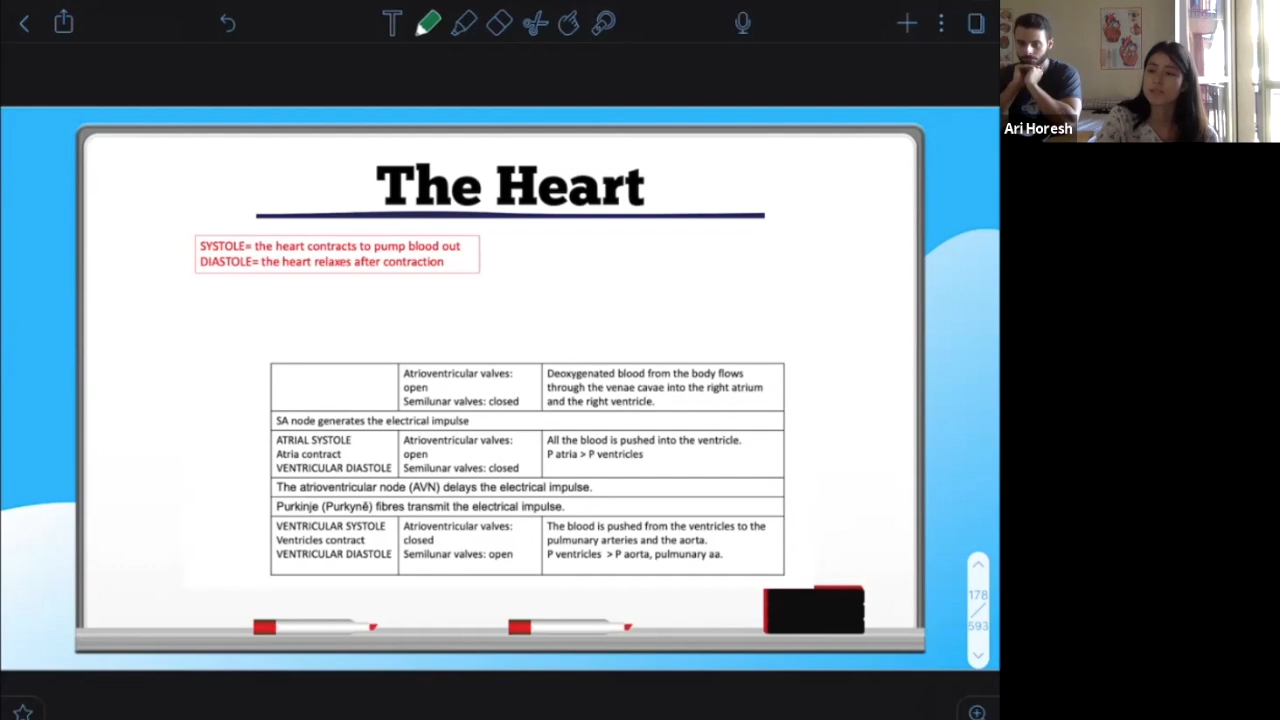 Ari Horesh
The Heart
SYSTOLE= the heart contracts to pump blood out
DIASTOLE= the heart relaxes after contraction
Atrioventricular valves:
open
Semilunar valves: closed
Deoxygenated blood from the body flows
through the venae cavae into the right atrium
and the right ventricle.
SA node generates the electrical impulse
ATRIAL SYSTOLE
Atria contract
VENTRICULAR DIASTOLE
Atrioventricular valves:
open
Semilunar valves: closed
All the blood is pushed into the ventricle.
P atria > P ventricles
The atrioventricular node (AVN) delays the electrical impulse.
Purkinje (Purkyně) fibres transmit the electrical impulse.
VENTRICULAR SYSTOLE
Ventricles contract
VENTRICULAR DIASTOLE
Atrioventricular valves:
closed
Semilunar valves: open
The blood is pushed from the ventricles to the
pulmunary arteries and the aorta.
P ventricles > P aorta, pulmunary aa.
178
/
593